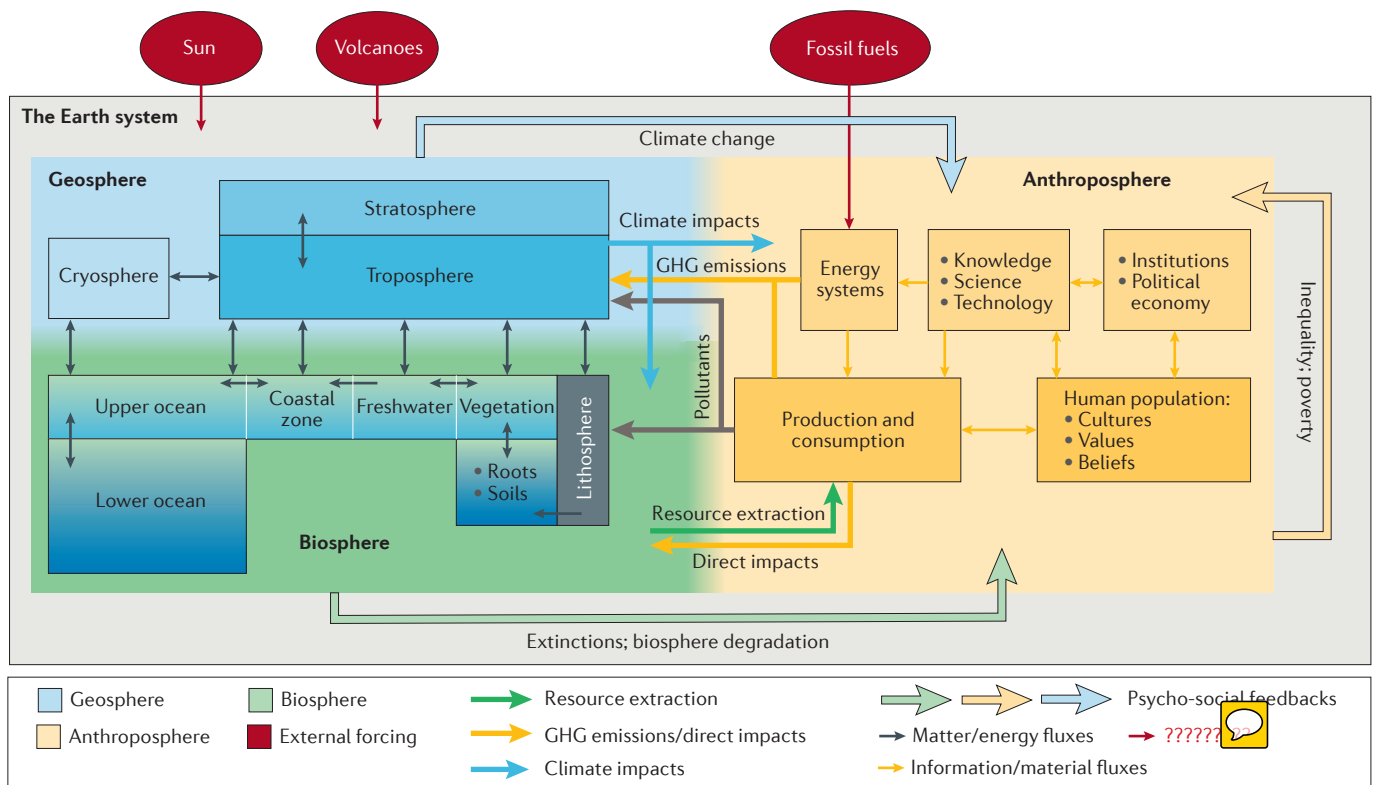 Sun
Volcanoes
Fossil fuels
The Earth system
Climate change
Geosphere
Anthroposphere
Stratosphere
Climate impacts
Troposphere
Cryosphere
GHG emissions
Energy
systems
• Knowledge
• Science
• Technology
• Institutions
• Political
economy
Inequality; poverty
Pollutants
Upper ocean
Coastal
zone
Freshwater
Vegetation
Lithosphere
Production and
consumption
Human population:
• Cultures
• Values
• Beliefs
Lower ocean
• Roots
• Soils
Resource extraction
Biosphere
Direct impacts
Extinctions; biosphere degradation
Geosphere
Biosphere
Resource extraction
Psycho-social feedbacks
Anthroposphere
External forcing
GHG emissions/direct impacts
Matter/energy fluxes
??????
Climate impacts
Information/material fluxes